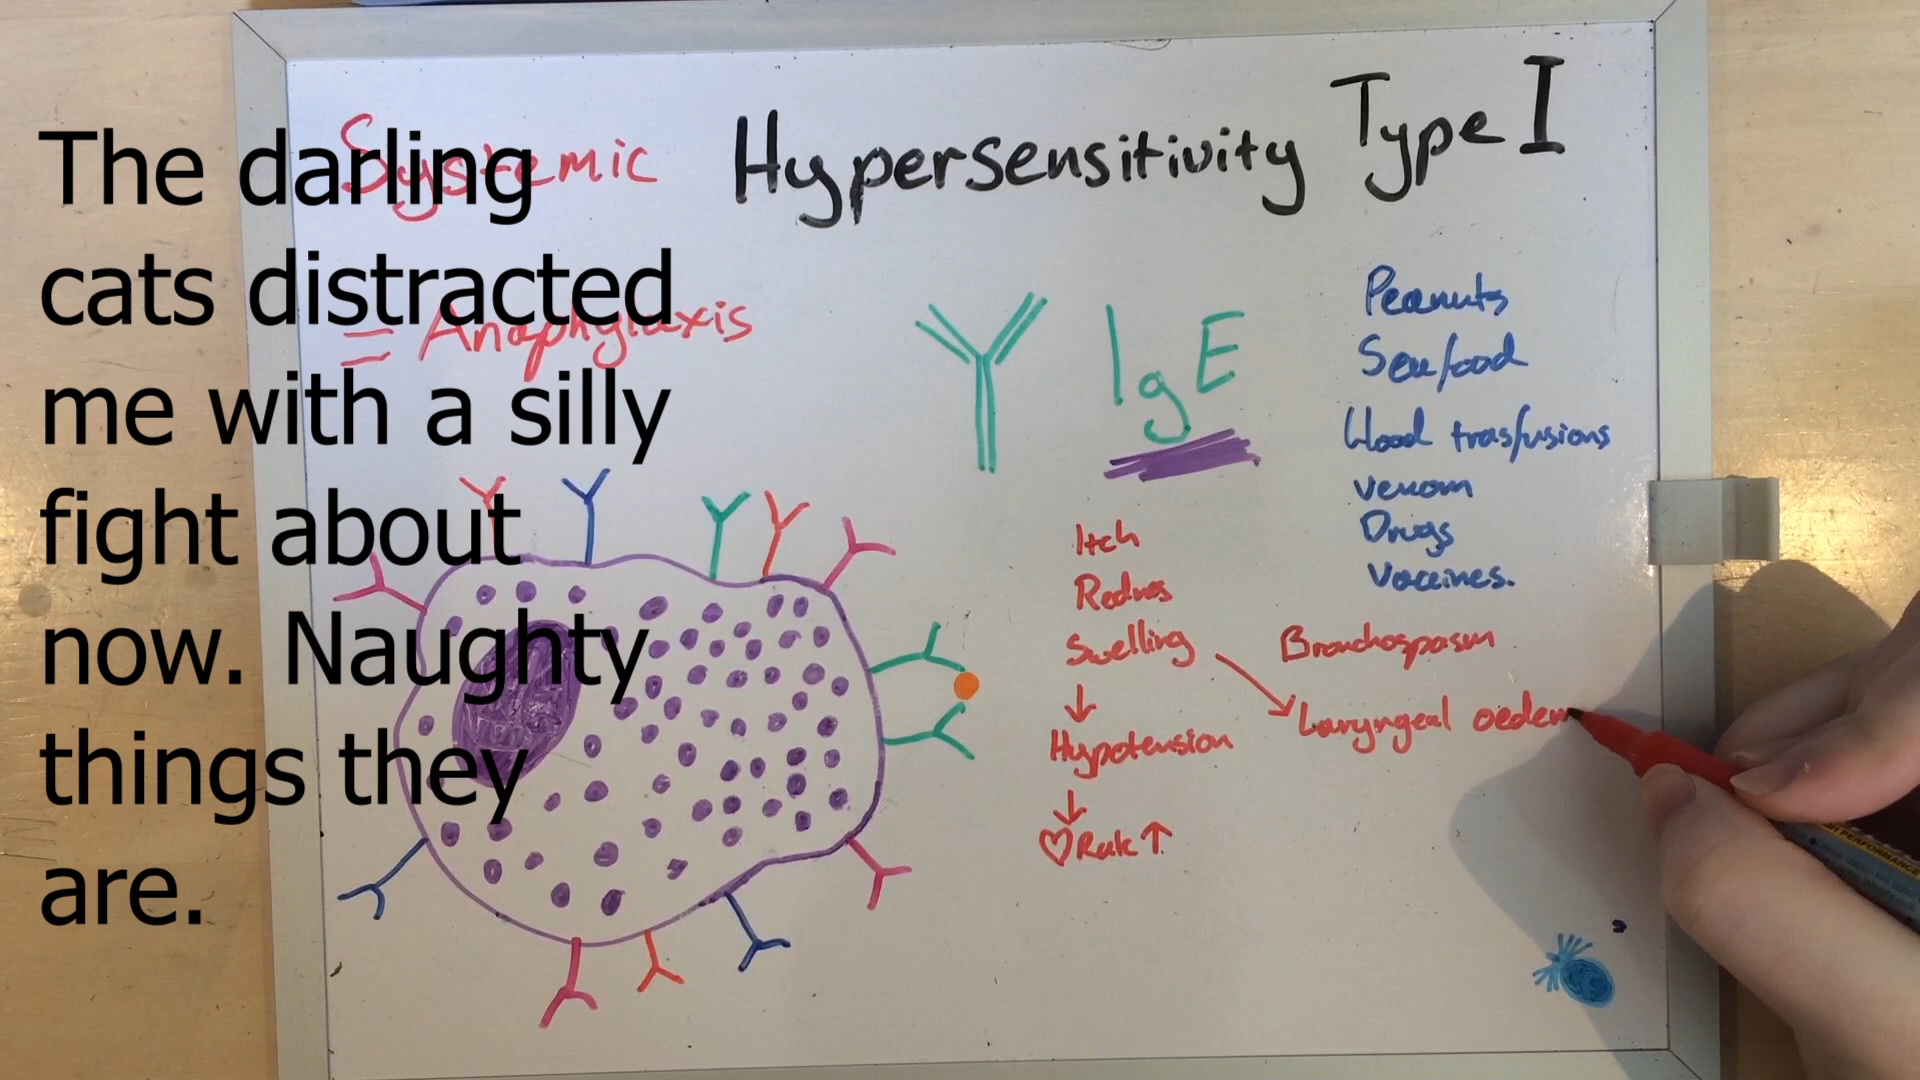 The darling
cats distracted
me with a silly
fight about
now. Naughty
things they
are.
Systemic
= Anaphylaxis
Hypersensitivity Type I
IgE
Peanuts
Seafood
blood trasfusions
venom
Drugs
Vaccines.
Itch
Rednes
Swelling
↓
Hypotension
↓
♡ Rate ↑
Bronchospasm
Laryngeal oedem